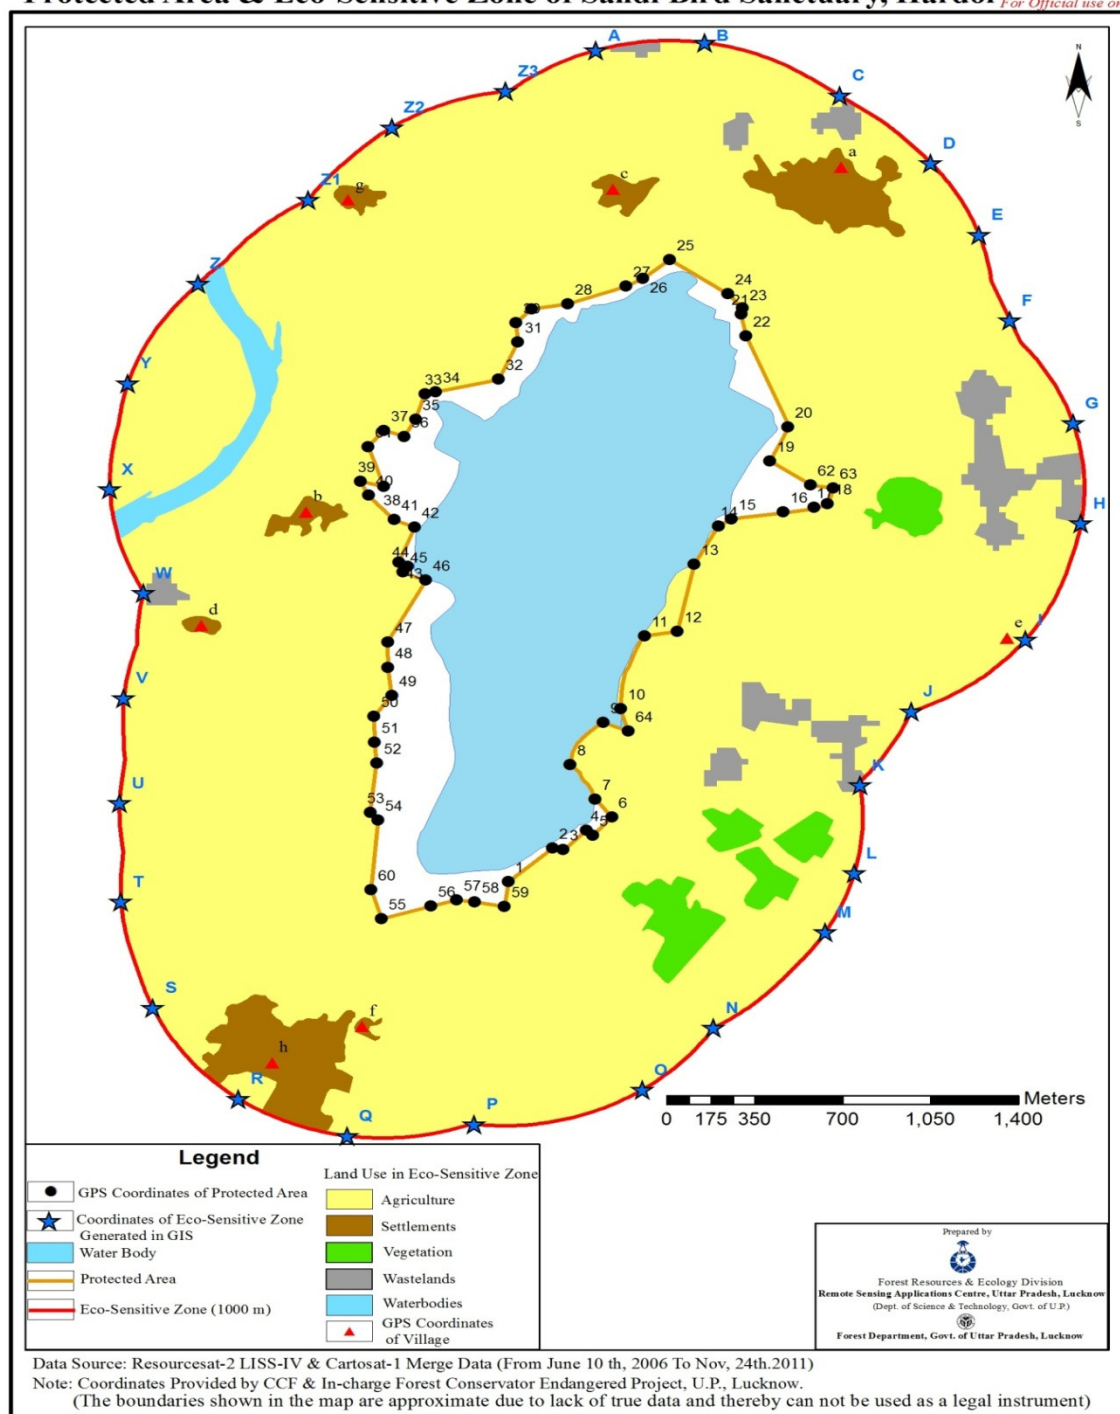 Protected Area & Eco-Sensitive Zone of Sandi Bird Sanctuary, Hardoi
For Official use on
N
S
A
B
C
D
E
F
G
H
I
J
K
L
M
N
O
P
Q
R
S
T
U
V
W
X
Y
Z
Z1
Z2
Z3
a
b
c
d
e
f
g
h
25
24
23
21
22
20
19
62
63
18
17
16
15
14
13
12
11
10
9
64
8
7
6
5
4
3
2
1
59
58
57
56
55
60
54
53
52
51
50
49
48
47
46
43
45
44
42
41
38
40
39
37
36
35
33
34
32
31
28
27
26
Meters
0 175 350 700 1,050 1,400
Legend
GPS Coordinates of Protected Area
Coordinates of Eco-Sensitive Zone
Generated in GIS
Water Body
Protected Area
Eco-Sensitive Zone (1000 m)
Land Use in Eco-Sensitive Zone
Agriculture
Settlements
Vegetation
Wastelands
Waterbodies
GPS Coordinates
of Village
Prepared by
Forest Resources & Ecology Division
Remote Sensing Applications Centre, Uttar Pradesh, Lucknow
(Dept. of Science & Technology, Govt. of U.P.)
Forest Department, Govt. of Uttar Pradesh, Lucknow
Data Source: Resourcesat-2 LISS-IV & Cartosat-1 Merge Data (From June 10 th, 2006 To Nov, 24th.2011)
Note: Coordinates Provided by CCF & In-charge Forest Conservator Endangered Project, U.P., Lucknow.
(The boundaries shown in the map are approximate due to lack of true data and thereby can not be used as a legal instrument)